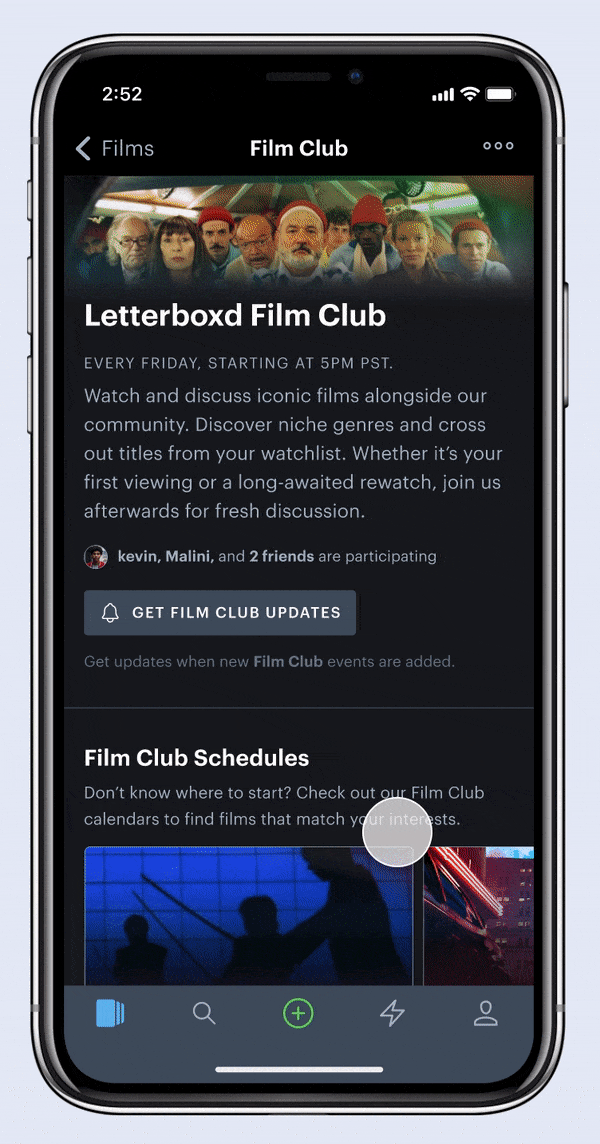 2:52
Films
Film Club
Letterboxd Film Club
EVERY FRIDAY, STARTING AT 5PM PST.
Watch and discuss iconic films alongside our
community. Discover niche genres and cross
out titles from your watchlist. Whether it’s your
first viewing or a long-awaited rewatch, join us
afterwards for fresh discussion.
kevin, Malini, and 2 friends are participating
GET FILM CLUB UPDATES
Get updates when new Film Club events are added.
Film Club Schedules
Don’t know where to start? Check out our Film Club
calendars to find films that match your interests.